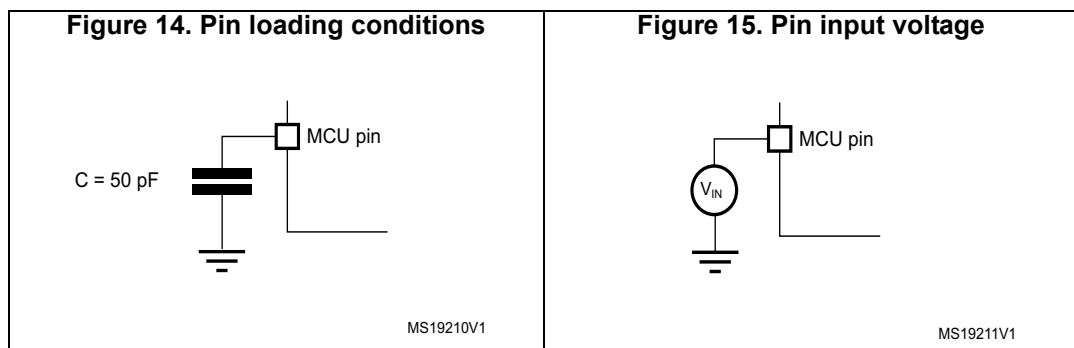 Figure 14. Pin loading conditions
MCU pin
C = 50 pF
MS19210V1
Figure 15. Pin input voltage
MCU pin
VIN
MS19211V1